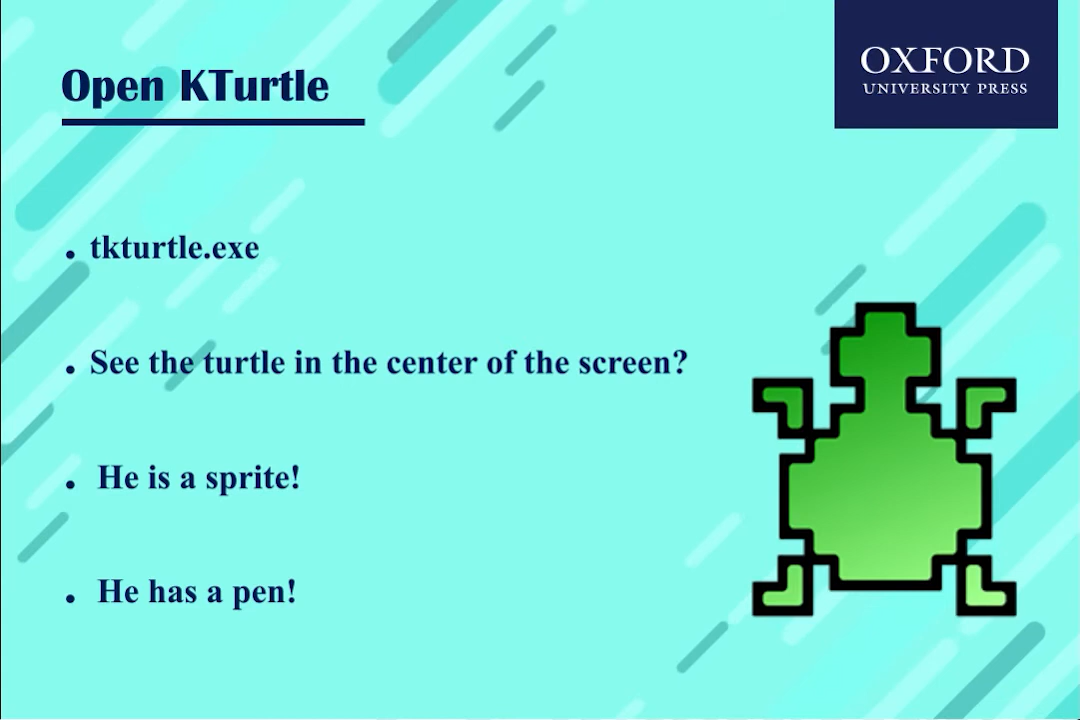 Open KTurtle
OXFORD
UNIVERSITY PRESS
. tkturtle.exe
. See the turtle in the center of the screen?
. He is a sprite!
. He has a pen!